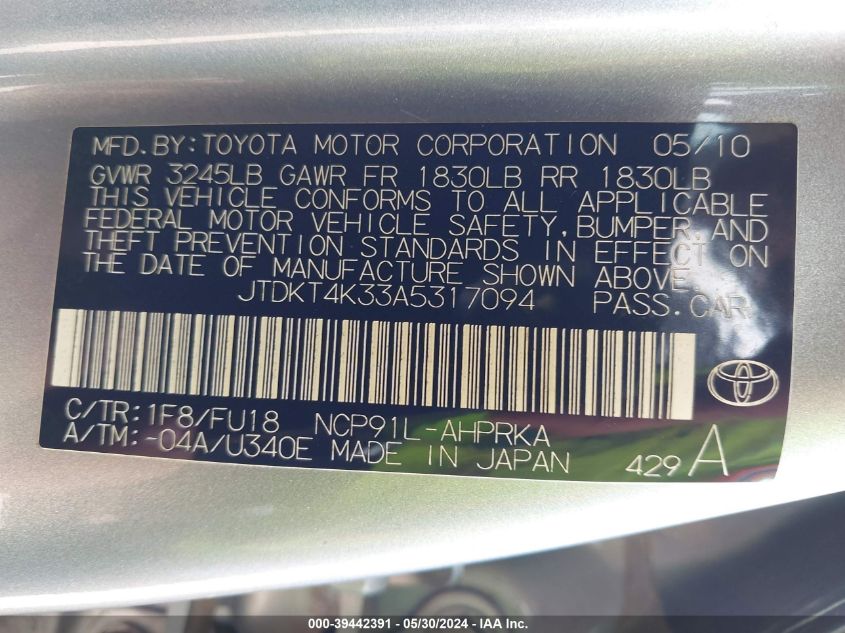 MFD.BY:TOYOTA MOTOR CORPORATION 05/10
GVWR 3245LB GAWR FR 1830LB RR 1830LB
THIS VEHICLE CONFORMS TO ALL APPLICABLE
FEDERAL MOTOR VEHICLE SAFETY,BUMPER,AND
THEFT PREVENTION STANDARDS IN EFFECT ON
THE DATE OF MANUFACTURE SHOWN ABOVE.
JTDKT4K33A5317094 PASS.CAR
C/TR:1F8/FU18 NCP91L-AHPRKA
A/TM:-04A/U340E MADE IN JAPAN 429 A
000-39442391 - 05/30/2024 - IAA Inc.